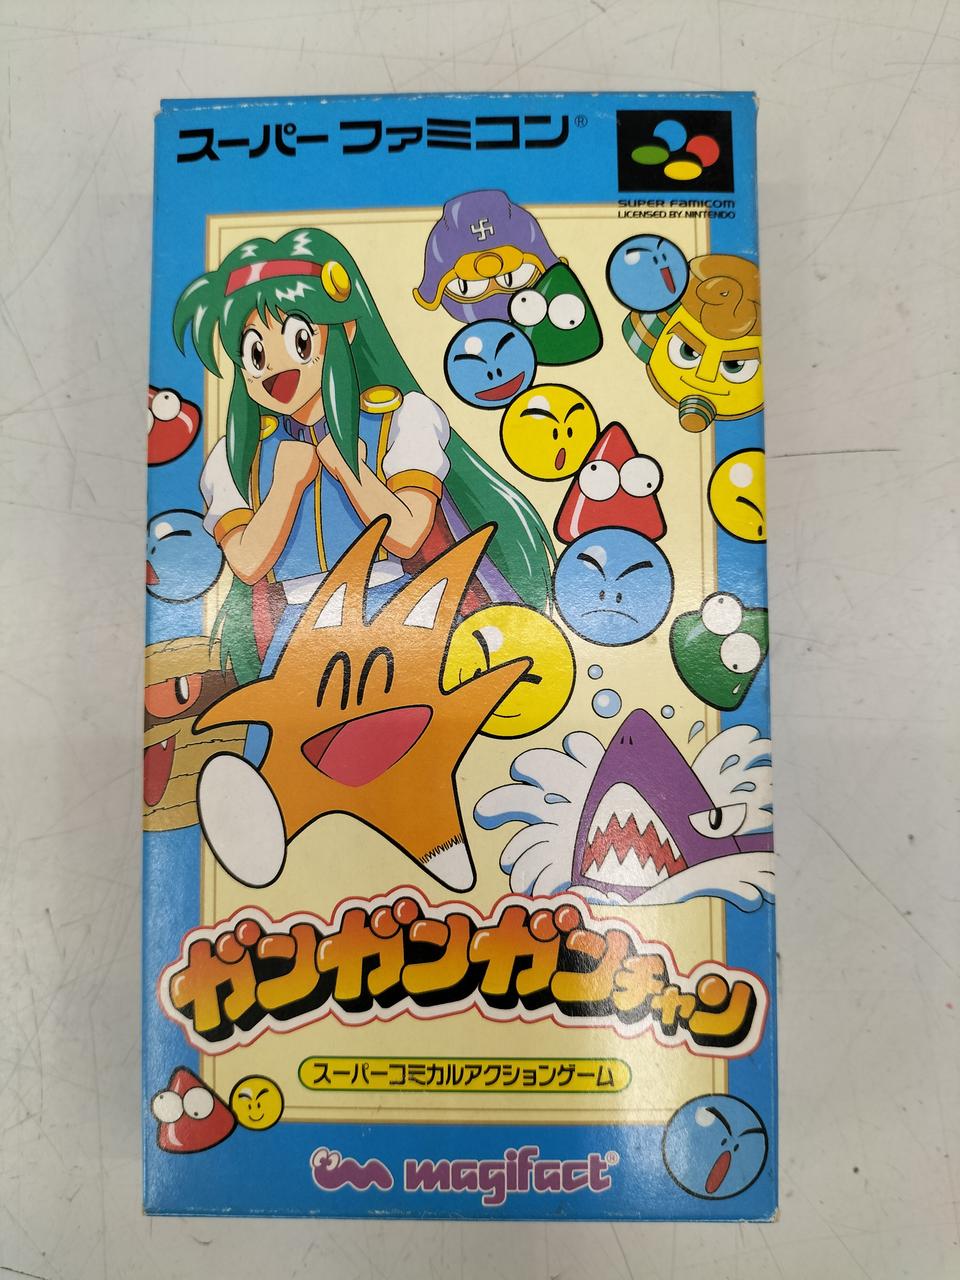 スーパーファミコン®
SUPER FAMICOM
LICENSED BY NINTENDO
卍
ガンガンガンチャン
スーパーコミカルアクションゲーム
magifact®